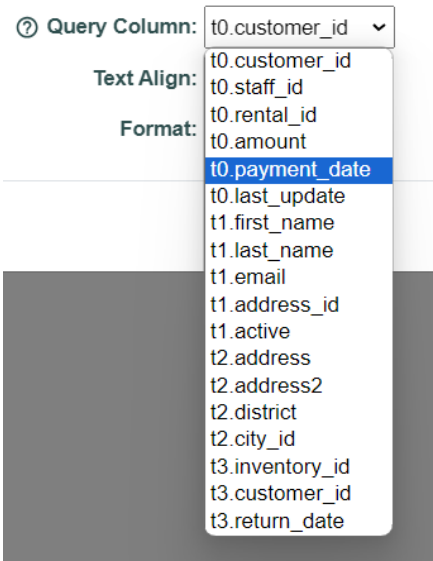 Query Column: t0.customer_id
Text Align:
Format:
t0.customer_id
t0.staff_id
t0.rental_id
t0.amount
t0.payment_date
t0.last_update
t1.first_name
t1.last_name
t1.email
t1.address_id
t1.active
t2.address
t2.address2
t2.district
t2.city_id
t3.inventory_id
t3.customer_id
t3.return_date